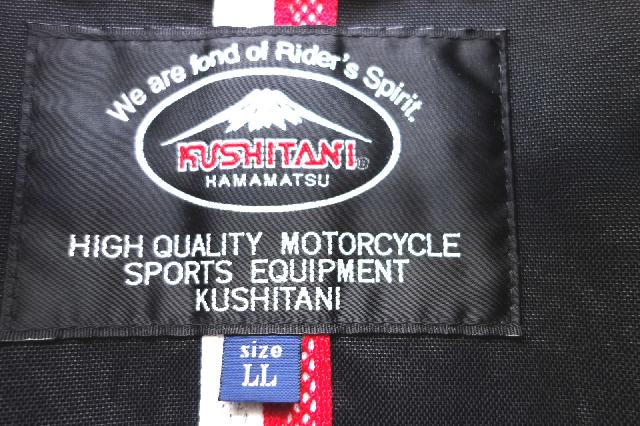 We are fond of Rider's Spirit.
KUSHITANI®
HAMAMATSU
HIGH QUALITY MOTORCYCLE
SPORTS EQUIPMENT
KUSHITANI
size
LL